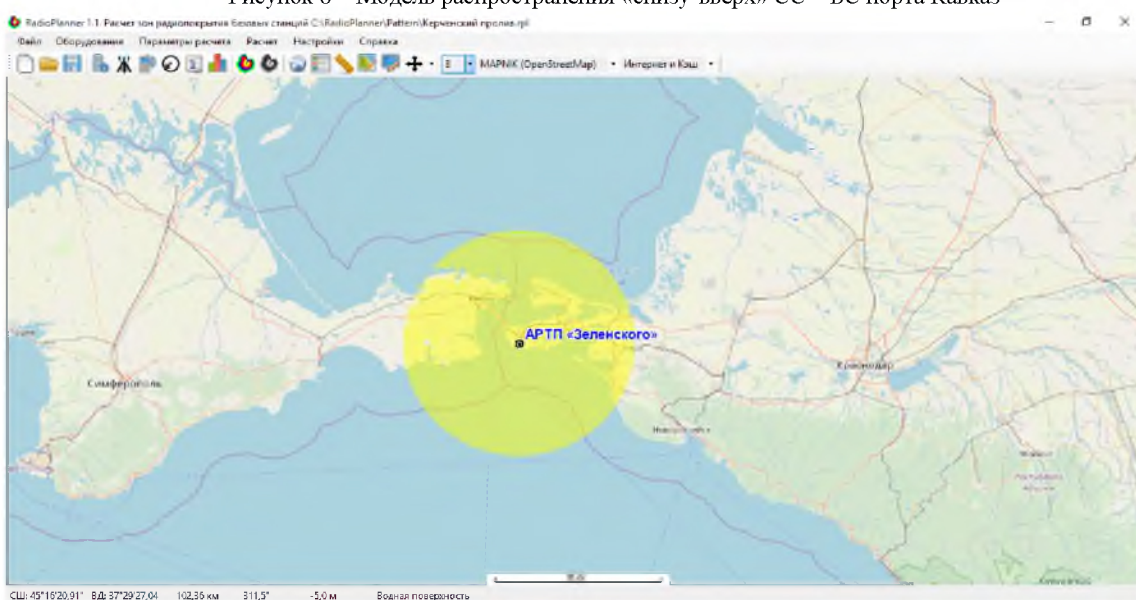 Рисунок 6 – Модель распространения «снизу-вверх» СС – БС порта Кавказ
RadioPlanner 1.1 Расчет зон радиопокрытия базовых станций C:\RadioPlanner\Pattern\Керченский пролив.rpl
Файл Оборудование Параметры расчета Расчет Настройки Справка
8 MAPNIK (OpenStreetMap) Интернет и Кэш
АРТП «Зеленского»
Симферополь
Краснодар
СШ: 45°16'20,91" ВД: 37°29'27,04 102,36 км 311,5° -5,0 м Водная поверхность